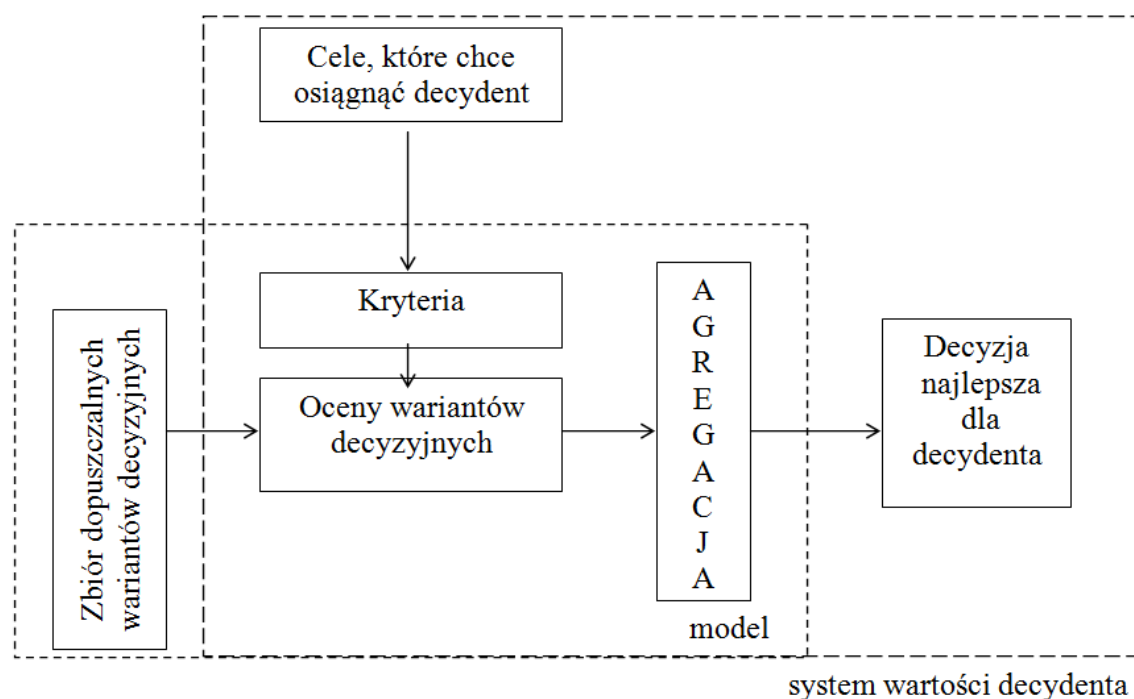 Cele, które chce
osiągnąć decydent
Kryteria
Zbiór dopuszczalnych
wariantów decyzyjnych
Oceny wariantów
decyzyjnych
A
G
R
E
G
A
C
J
A
Decyzja
najlepsza
dla
decydenta
model
system wartości decydenta